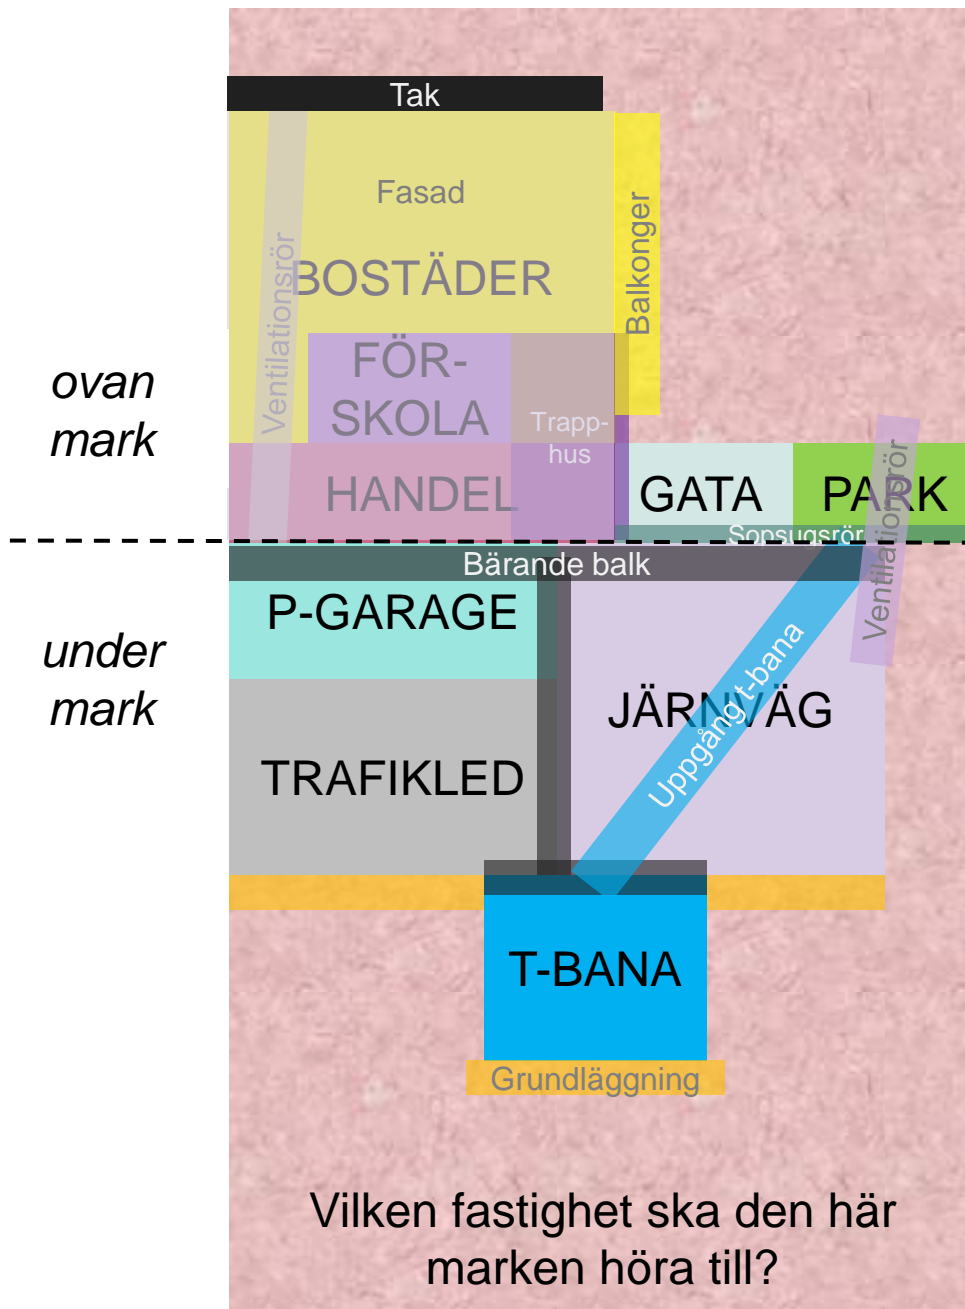 Tak
Fasad
Ventilationsrör
BOSTÄDER
Balkonger
ovan
mark
FÖR-
SKOLA
Trapp-
hus
HANDEL
GATA
PARK
Ventilationsrör
Sopsugsrör
Bärande balk
P-GARAGE
under
mark
JÄRNVÄG
Uppgång t-bana
TRAFIKLED
T-BANA
Grundläggning
Vilken fastighet ska den här
marken höra till?